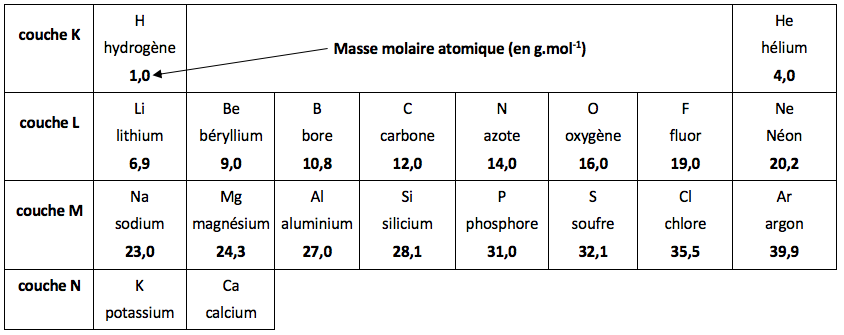 couche K
H
hydrogène
1,0
Masse molaire atomique (en g.mol⁻¹)
He
hélium
4,0
couche L
Li
lithium
6,9
Be
béryllium
9,0
B
bore
10,8
C
carbone
12,0
N
azote
14,0
O
oxygène
16,0
F
fluor
19,0
Ne
Néon
20,2
couche M
Na
sodium
23,0
Mg
magnésium
24,3
Al
aluminium
27,0
Si
silicium
28,1
P
phosphore
31,0
S
soufre
32,1
Cl
chlore
35,5
Ar
argon
39,9
couche N
K
potassium
Ca
calcium